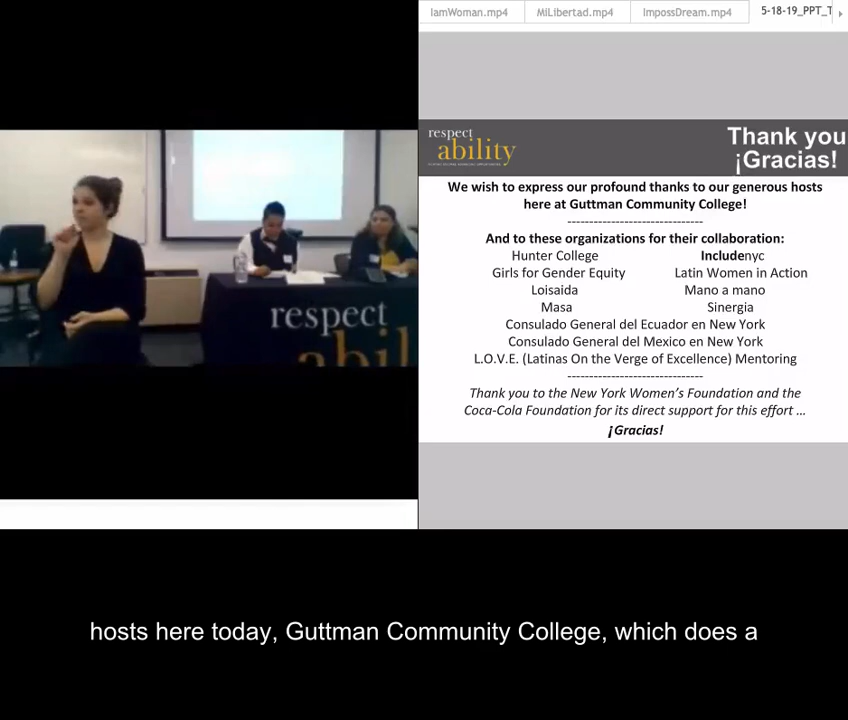 IamWoman.mp4
MiLibertad.mp4
ImpossDream.mp4
5-18-19_PPT_T
respect
ability
Thank you
¡Gracias!
We wish to express our profound thanks to our generous hosts
here at Guttman Community College!
-------------------------------
And to these organizations for their collaboration:
Hunter College Includenyc
Girls for Gender Equity Latin Women in Action
Loisaida Mano a mano
Masa Sinergia
Consulado General del Ecuador en New York
Consulado General del Mexico en New York
L.O.V.E. (Latinas On the Verge of Excellence) Mentoring
-------------------------------
Thank you to the New York Women's Foundation and the
Coca-Cola Foundation for its direct support for this effort ...
¡Gracias!
respect
abil
hosts here today, Guttman Community College, which does a